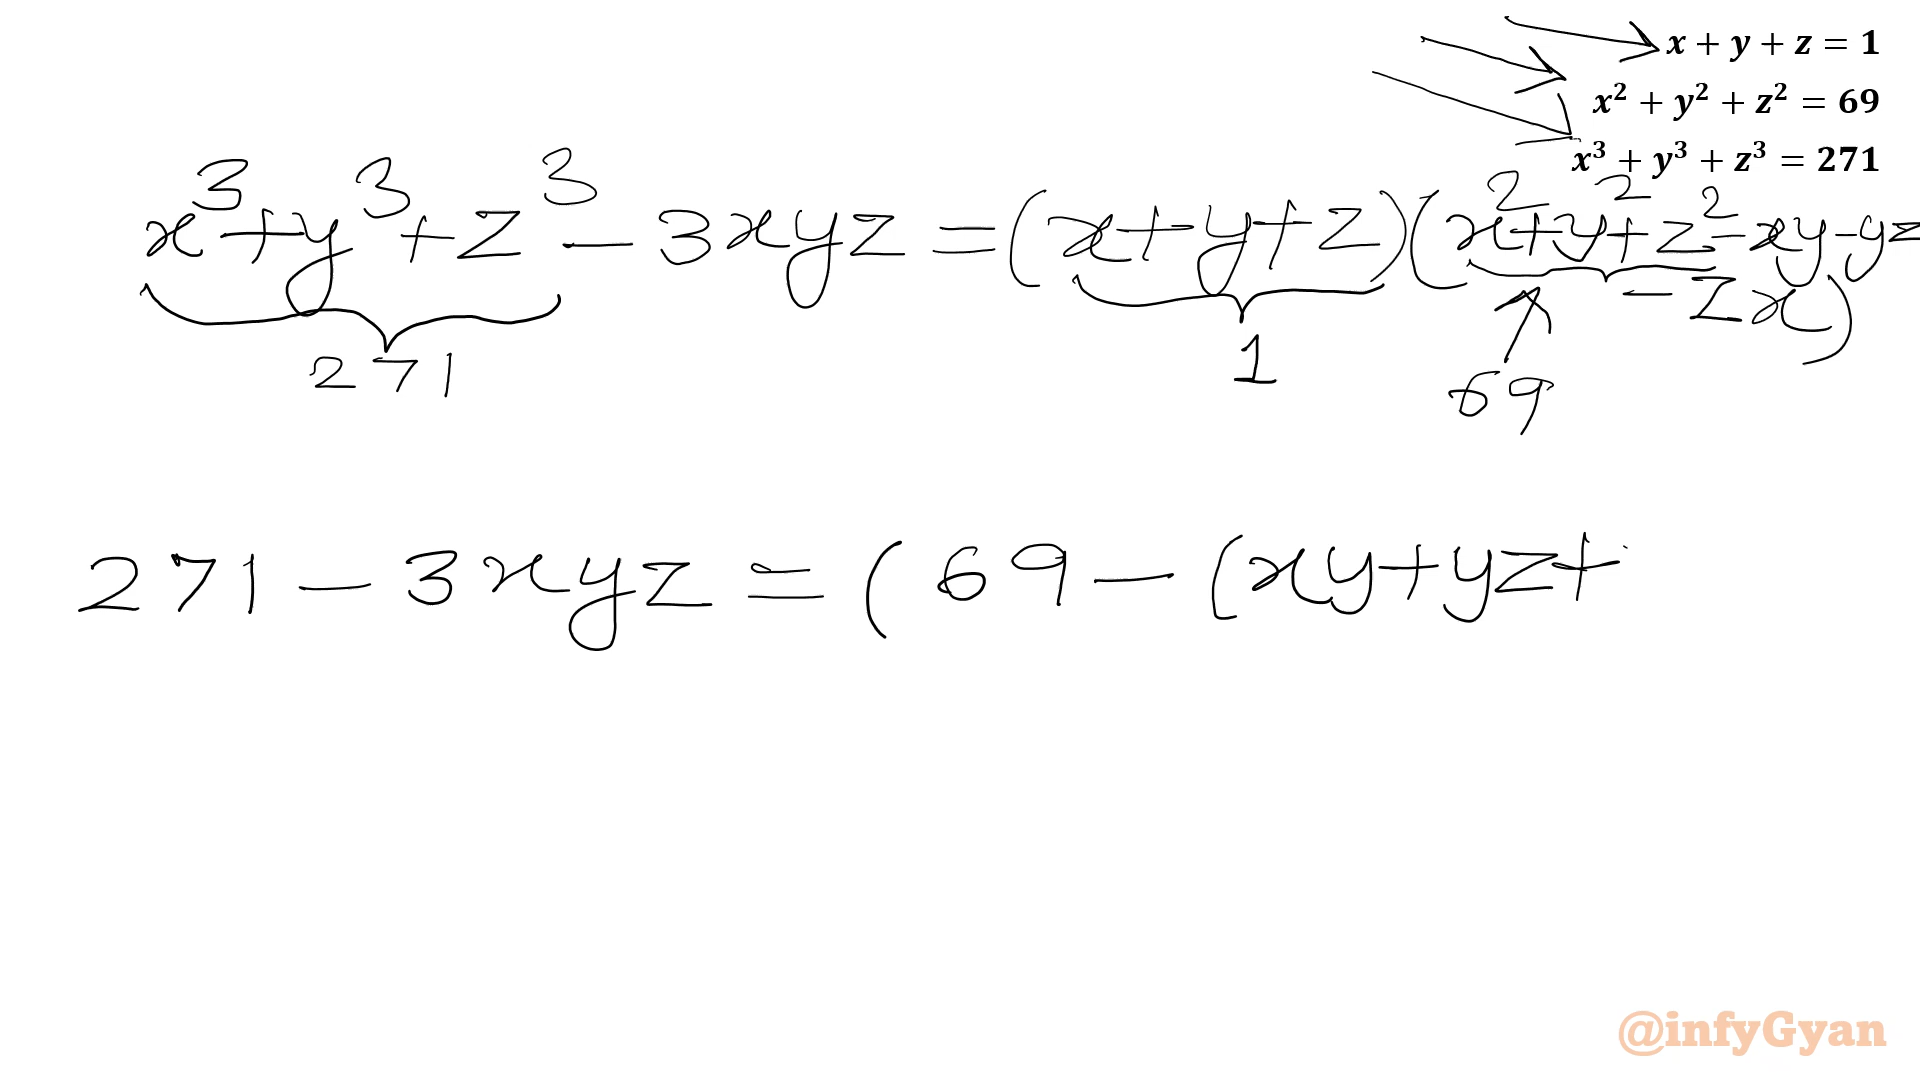 x + y + z = 1
x² + y² + z² = 69
x³ + y³ + z³ = 271
x³ + y³ + z³ - 3xyz = (x + y + z)(x² + y² + z² - xy - yz
- zx)
271 1 69
271 - 3xyz = (69 - (xy + yz +
@infyGyan